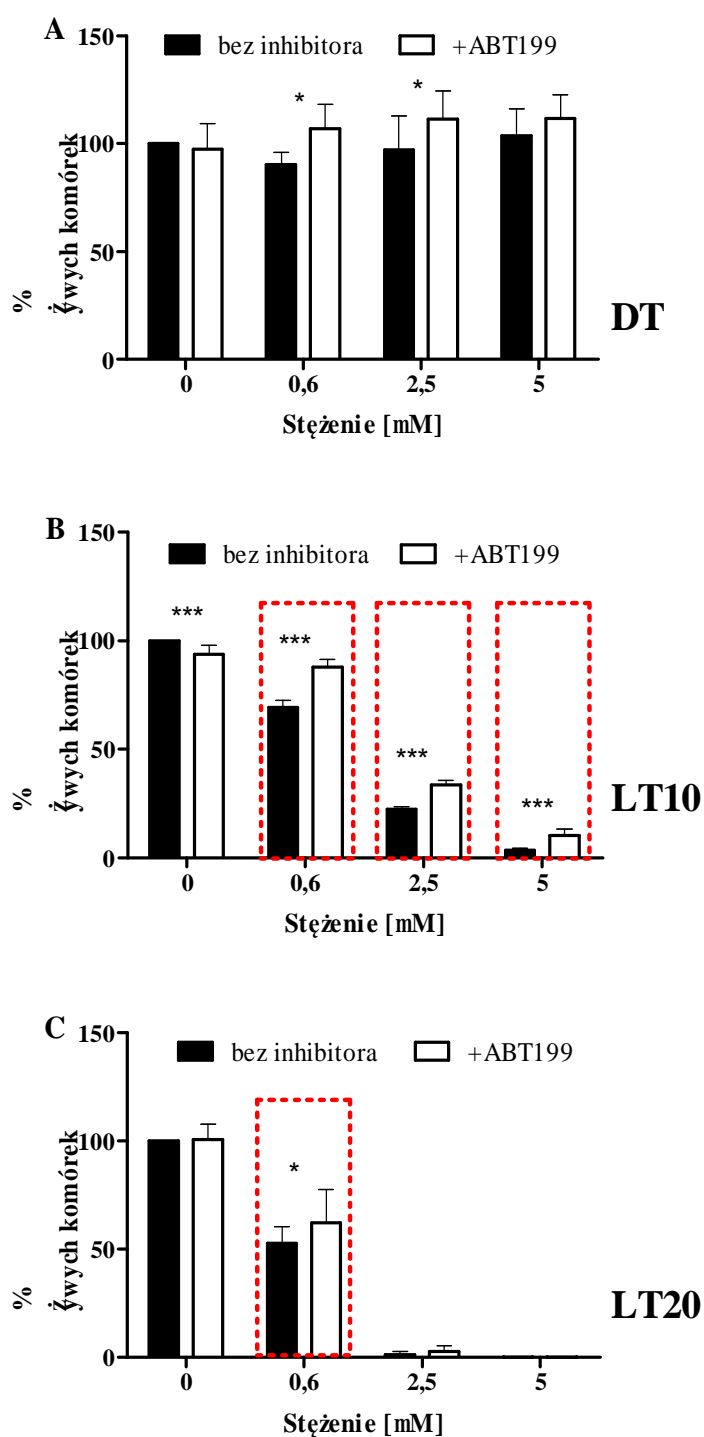 A
150
bez inhibitora
+ABT199
*
*
100
50
0
%
żywych komórek
0
0,6
2,5
5
Stężenie [mM]
DT
B
150
bez inhibitora
+ABT199
***
***
***
***
100
50
0
%
żywych komórek
0
0,6
2,5
5
Stężenie [mM]
LT10
C
150
bez inhibitora
+ABT199
*
100
50
0
%
żywych komórek
0
0,6
2,5
5
Stężenie [mM]
LT20